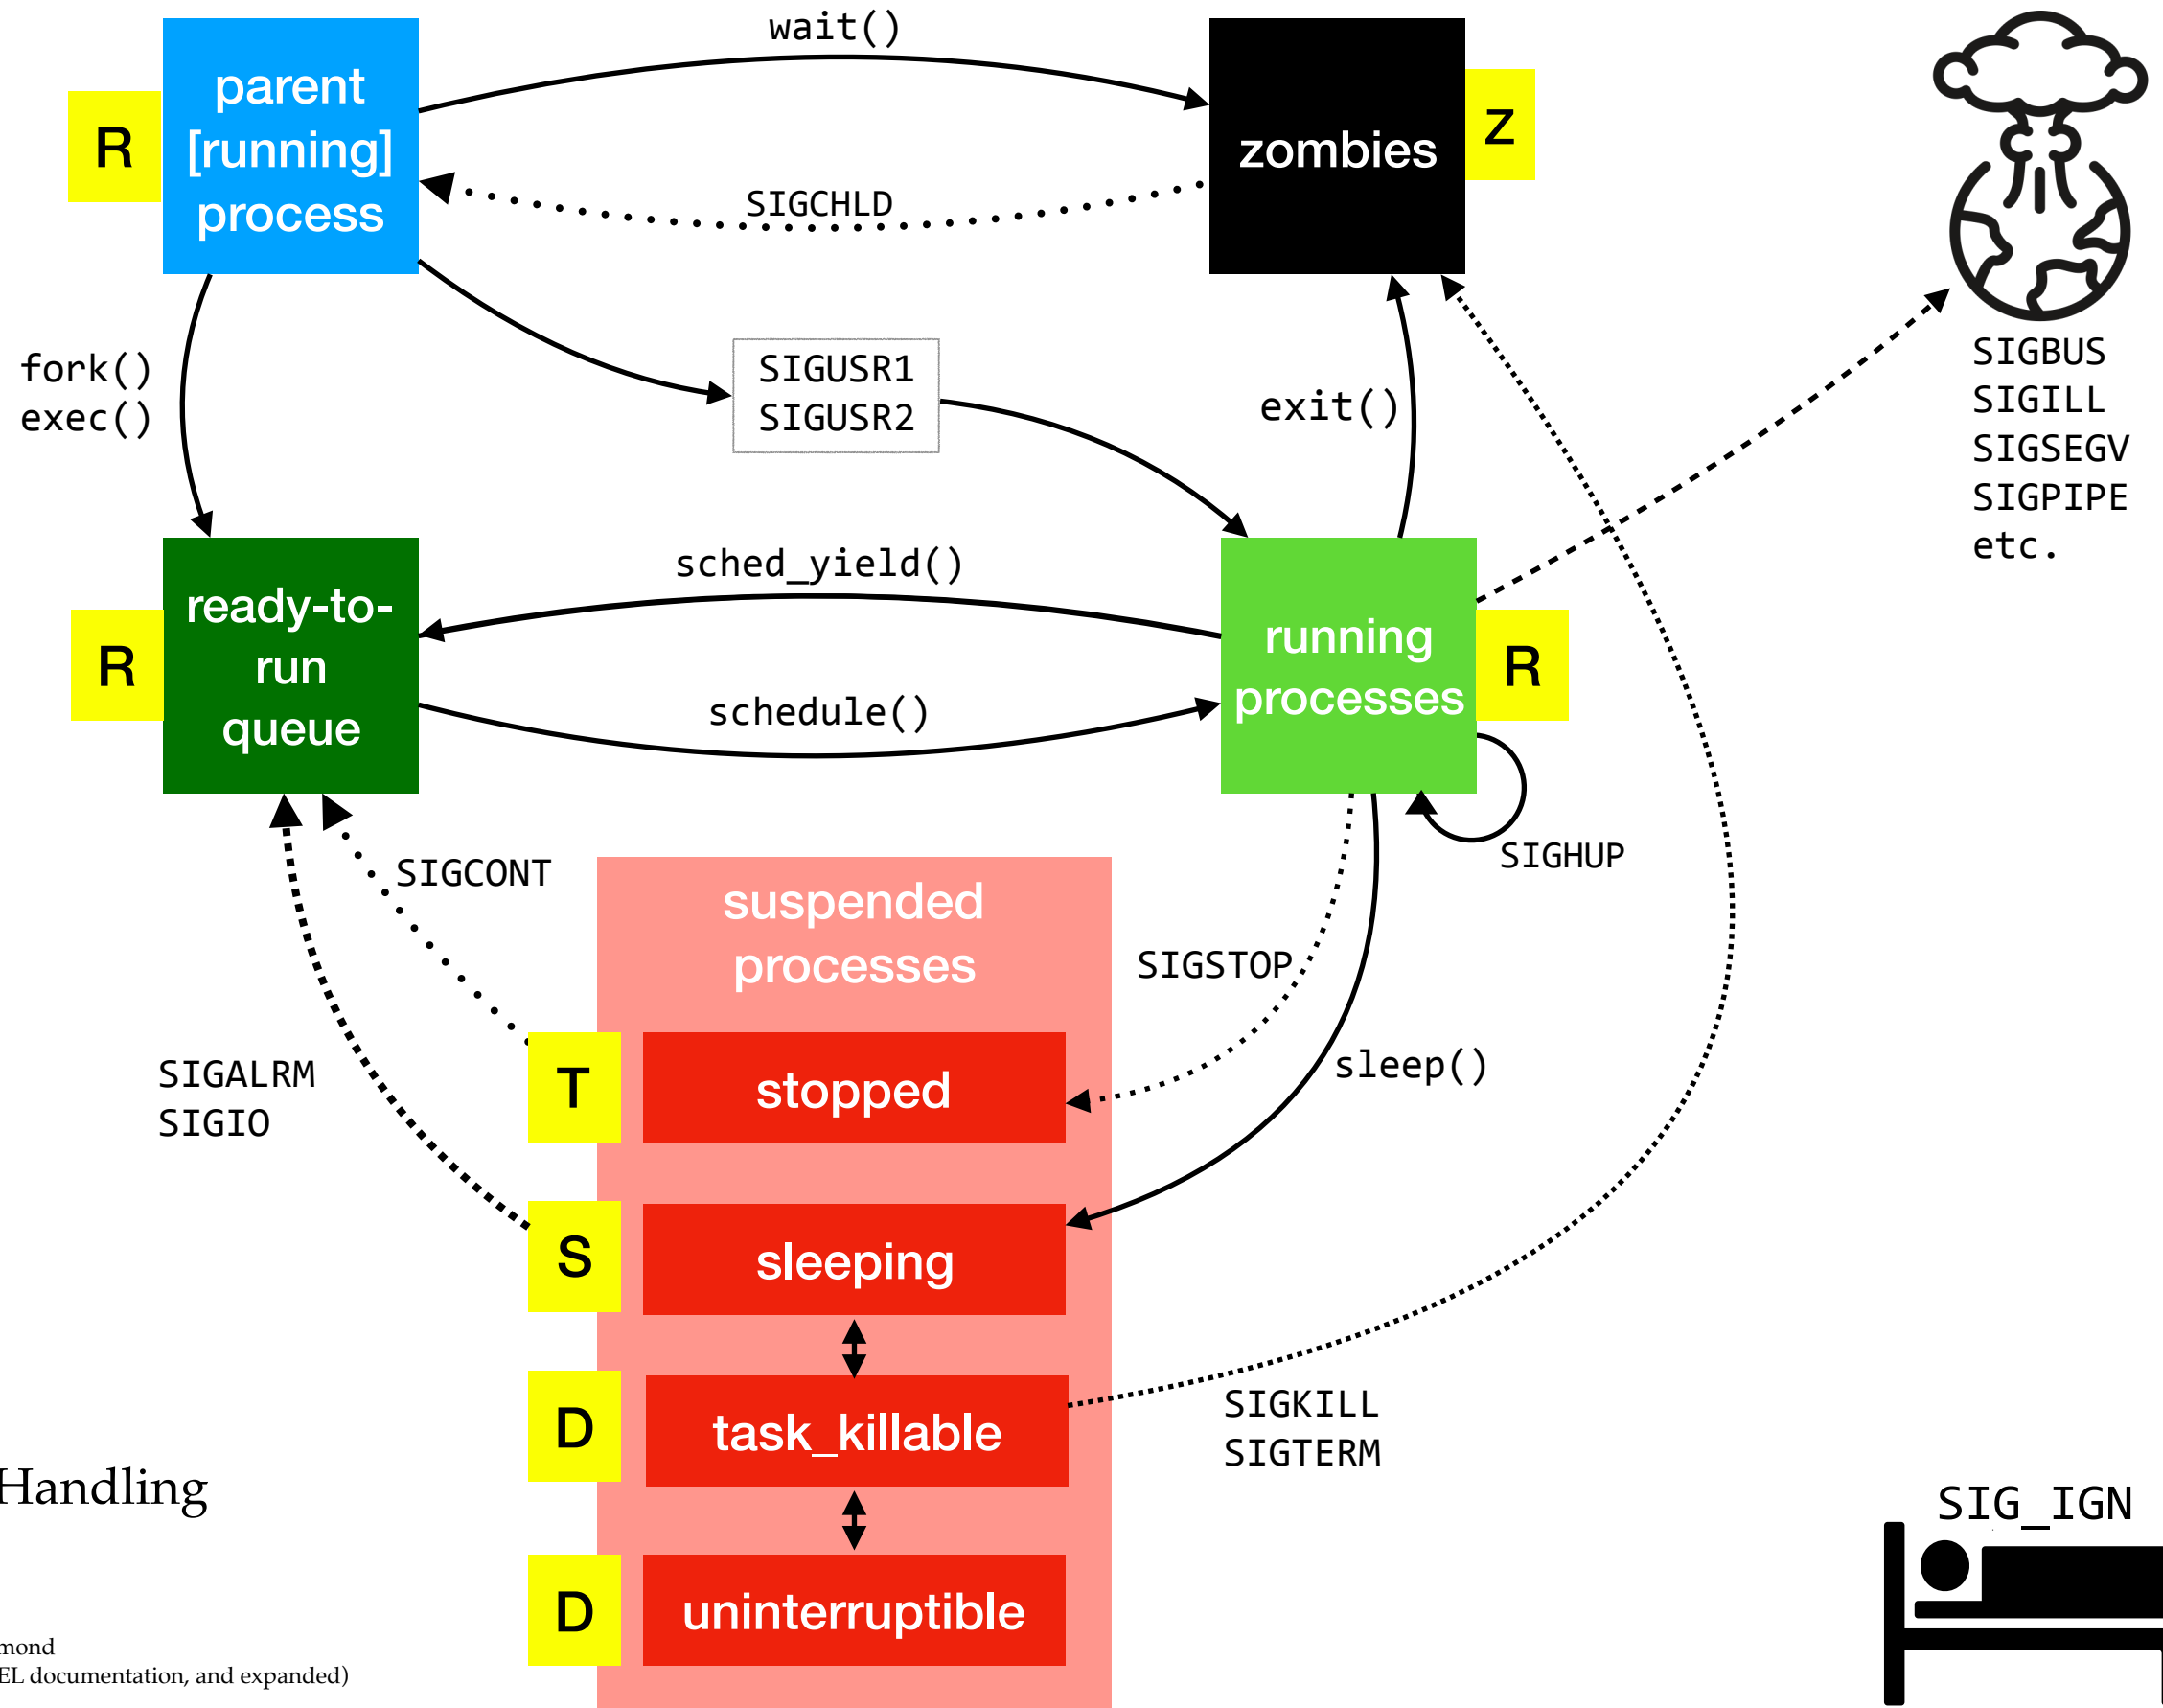 wait()
parent
[running]
process
R
zombies
Z
SIGCHLD
fork()
exec()
SIGUSR1
SIGUSR2
exit()
SIGBUS
SIGILL
SIGSEGV
SIGPIPE
etc.
sched_yield()
ready-to-
run
queue
R
running
processes
R
schedule()
SIGHUP
SIGCONT
suspended
processes
SIGSTOP
SIGALRM
SIGIO
T
stopped
sleep()
S
sleeping
D
task_killable
SIGKILL
SIGTERM
Handling
SIG_IGN
D
uninterruptible
mond
EL documentation, and expanded)